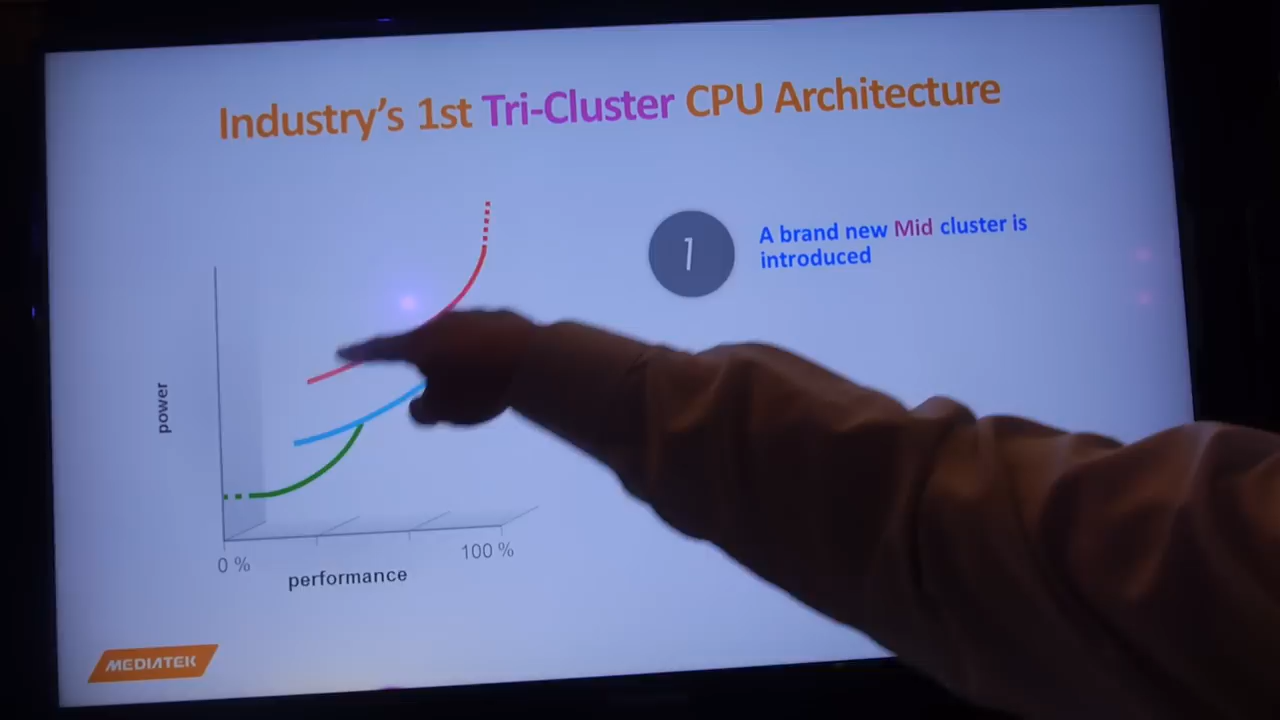 Industry's 1st Tri-Cluster CPU Architecture
1
A brand new Mid cluster is
introduced
power
0 %
100 %
performance
MEDIATEK